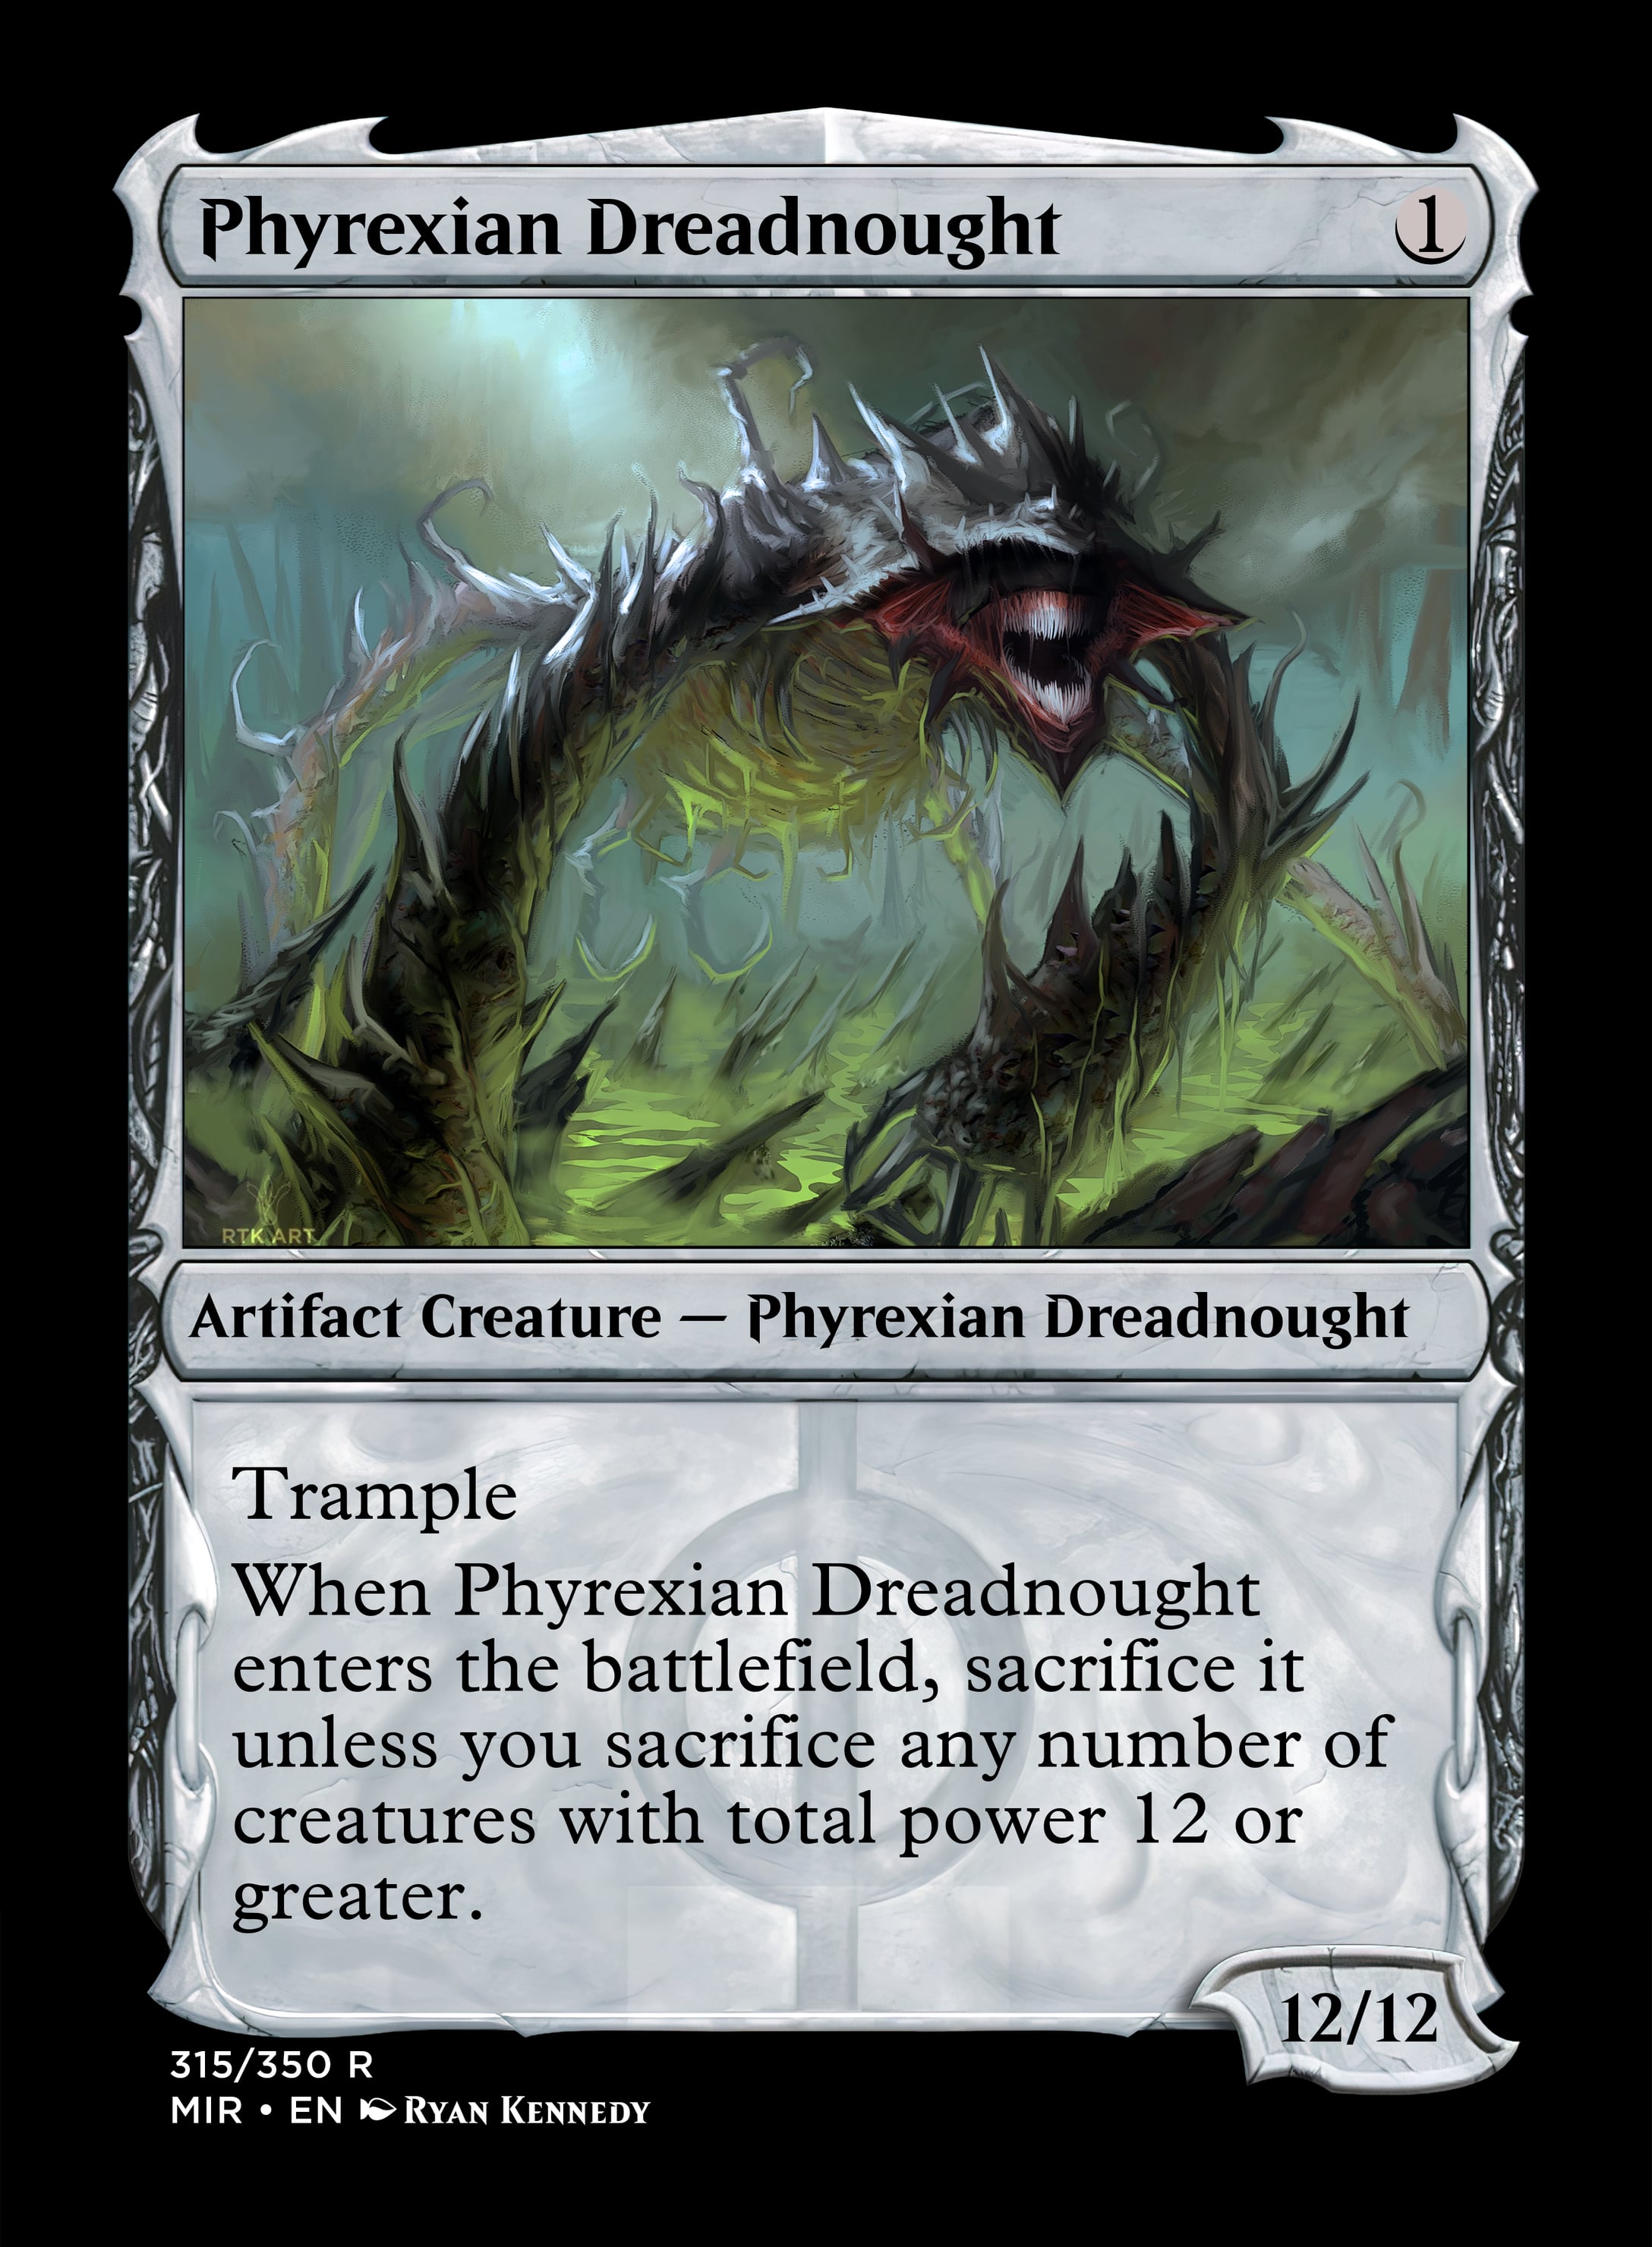 Phyrexian Dreadnought 1
RTK ART
Artifact Creature — Phyrexian Dreadnought
Trample
When Phyrexian Dreadnought
enters the battlefield, sacrifice it
unless you sacrifice any number of
creatures with total power 12 or
greater.
12/12
315/350 R
MIR • EN Ryan Kennedy